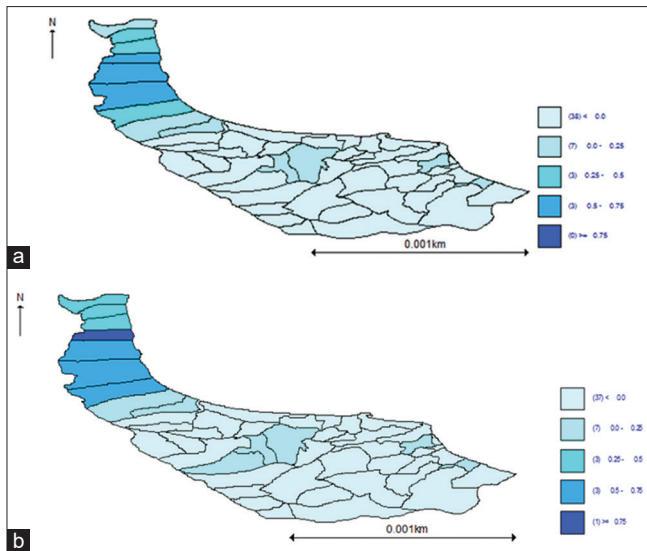 N
(38) < 0.0
(7) 0.0 - 0.25
(3) 0.25 - 0.5
(3) 0.5 - 0.75
(0) >= 0.75
0.001km
a
N
(37) < 0.0
(7) 0.0 - 0.25
(3) 0.25 - 0.5
(3) 0.5 - 0.75
(1) >= 0.75
0.001km
b